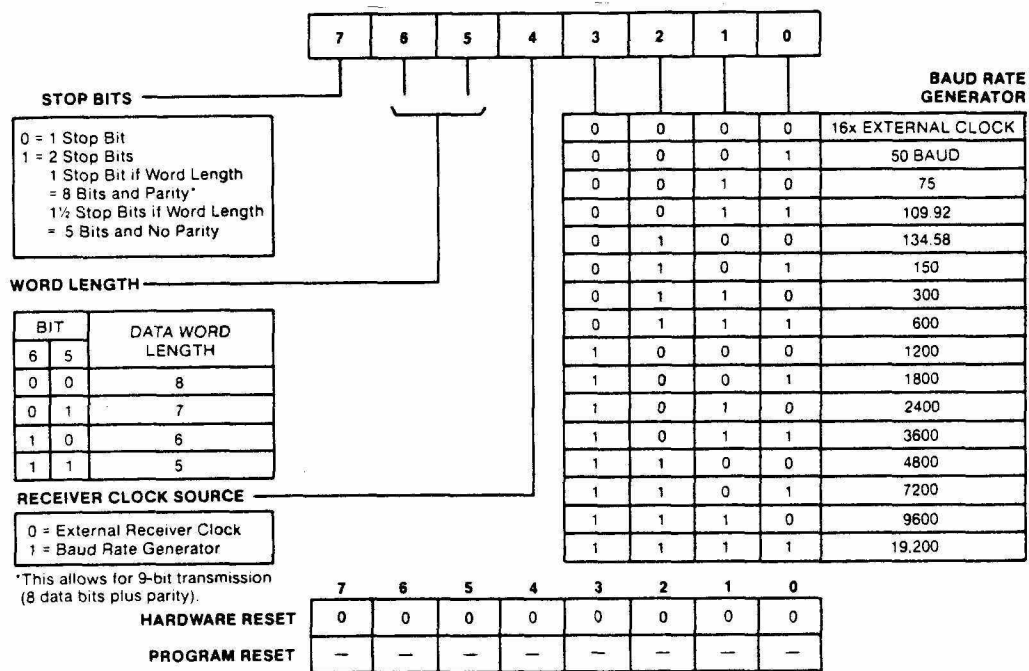 7 6 5 4 3 2 1 0
STOP BITS
0 = 1 Stop Bit
1 = 2 Stop Bits
1 Stop Bit if Word Length
= 8 Bits and Parity*
1½ Stop Bits if Word Length
= 5 Bits and No Parity
WORD LENGTH
BIT DATA WORD
6 5 LENGTH
0 0 8
0 1 7
1 0 6
1 1 5
RECEIVER CLOCK SOURCE
0 = External Receiver Clock
1 = Baud Rate Generator
*This allows for 9-bit transmission
(8 data bits plus parity).
BAUD RATE
GENERATOR
0 0 0 0 16x EXTERNAL CLOCK
0 0 0 1 50 BAUD
0 0 1 0 75
0 0 1 1 109.92
0 1 0 0 134.58
0 1 0 1 150
0 1 1 0 300
0 1 1 1 600
1 0 0 0 1200
1 0 0 1 1800
1 0 1 0 2400
1 0 1 1 3600
1 1 0 0 4800
1 1 0 1 7200
1 1 1 0 9600
1 1 1 1 19,200
7 6 5 4 3 2 1 0
HARDWARE RESET 0 0 0 0 0 0 0 0
PROGRAM RESET — — — — — — — —